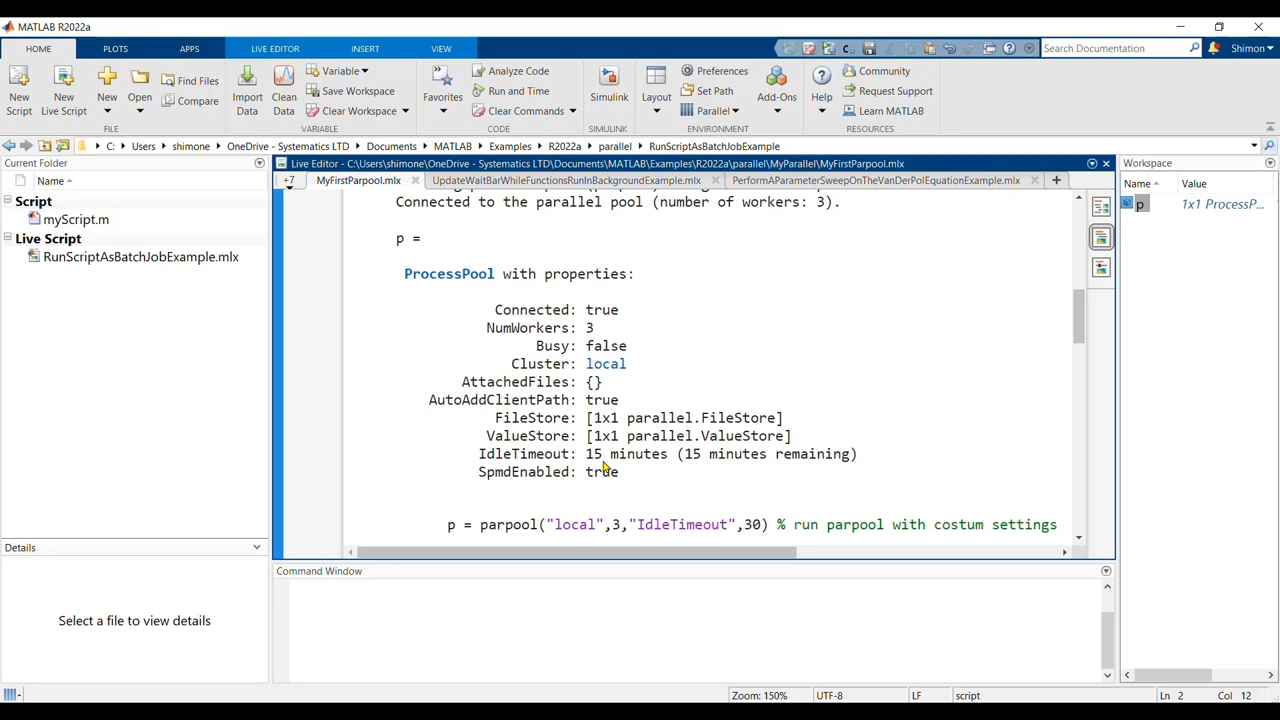 MATLAB R2022a
HOME PLOTS APPS LIVE EDITOR INSERT VIEW
Search Documentation
Shimon
New Script
New Live Script
New
Open
Find Files
Compare
FILE
Import Data
Clean Data
Variable
Save Workspace
Clear Workspace
VARIABLE
Favorites
Analyze Code
Run and Time
Clear Commands
CODE
Simulink
SIMULINK
Layout
Preferences
Set Path
Parallel
Add-Ons
ENVIRONMENT
Help
Community
Request Support
Learn MATLAB
RESOURCES
C: Users shimone OneDrive - Systematics LTD Documents MATLAB Examples R2022a parallel RunScriptAsBatchJobExample
Current Folder
Name
Script
myScript.m
Live Script
RunScriptAsBatchJobExample.mlx
Details
Select a file to view details
Live Editor - C:\Users\shimone\OneDrive - Systematics LTD\Documents\MATLAB\Examples\R2022a\parallel\MyParallel\MyFirstParpool.mlx
+7 MyFirstParpool.mlx UpdateWaitBarWhileFunctionsRunInBackgroundExample.mlx PerformAParameterSweepOnTheVanDerPolEquationExample.mlx
Connected to the parallel pool (number of workers: 3).
p =
ProcessPool with properties:
Connected: true
NumWorkers: 3
Busy: false
Cluster: local
AttachedFiles: {}
AutoAddClientPath: true
FileStore: [1x1 parallel.FileStore]
ValueStore: [1x1 parallel.ValueStore]
IdleTimeout: 15 minutes (15 minutes remaining)
SpmdEnabled: true
p = parpool("local",3,"IdleTimeout",30) % run parpool with costum settings
Command Window
Workspace
Name Value
p 1x1 ProcessP...
Zoom: 150% UTF-8 LF script Ln 2 Col 12